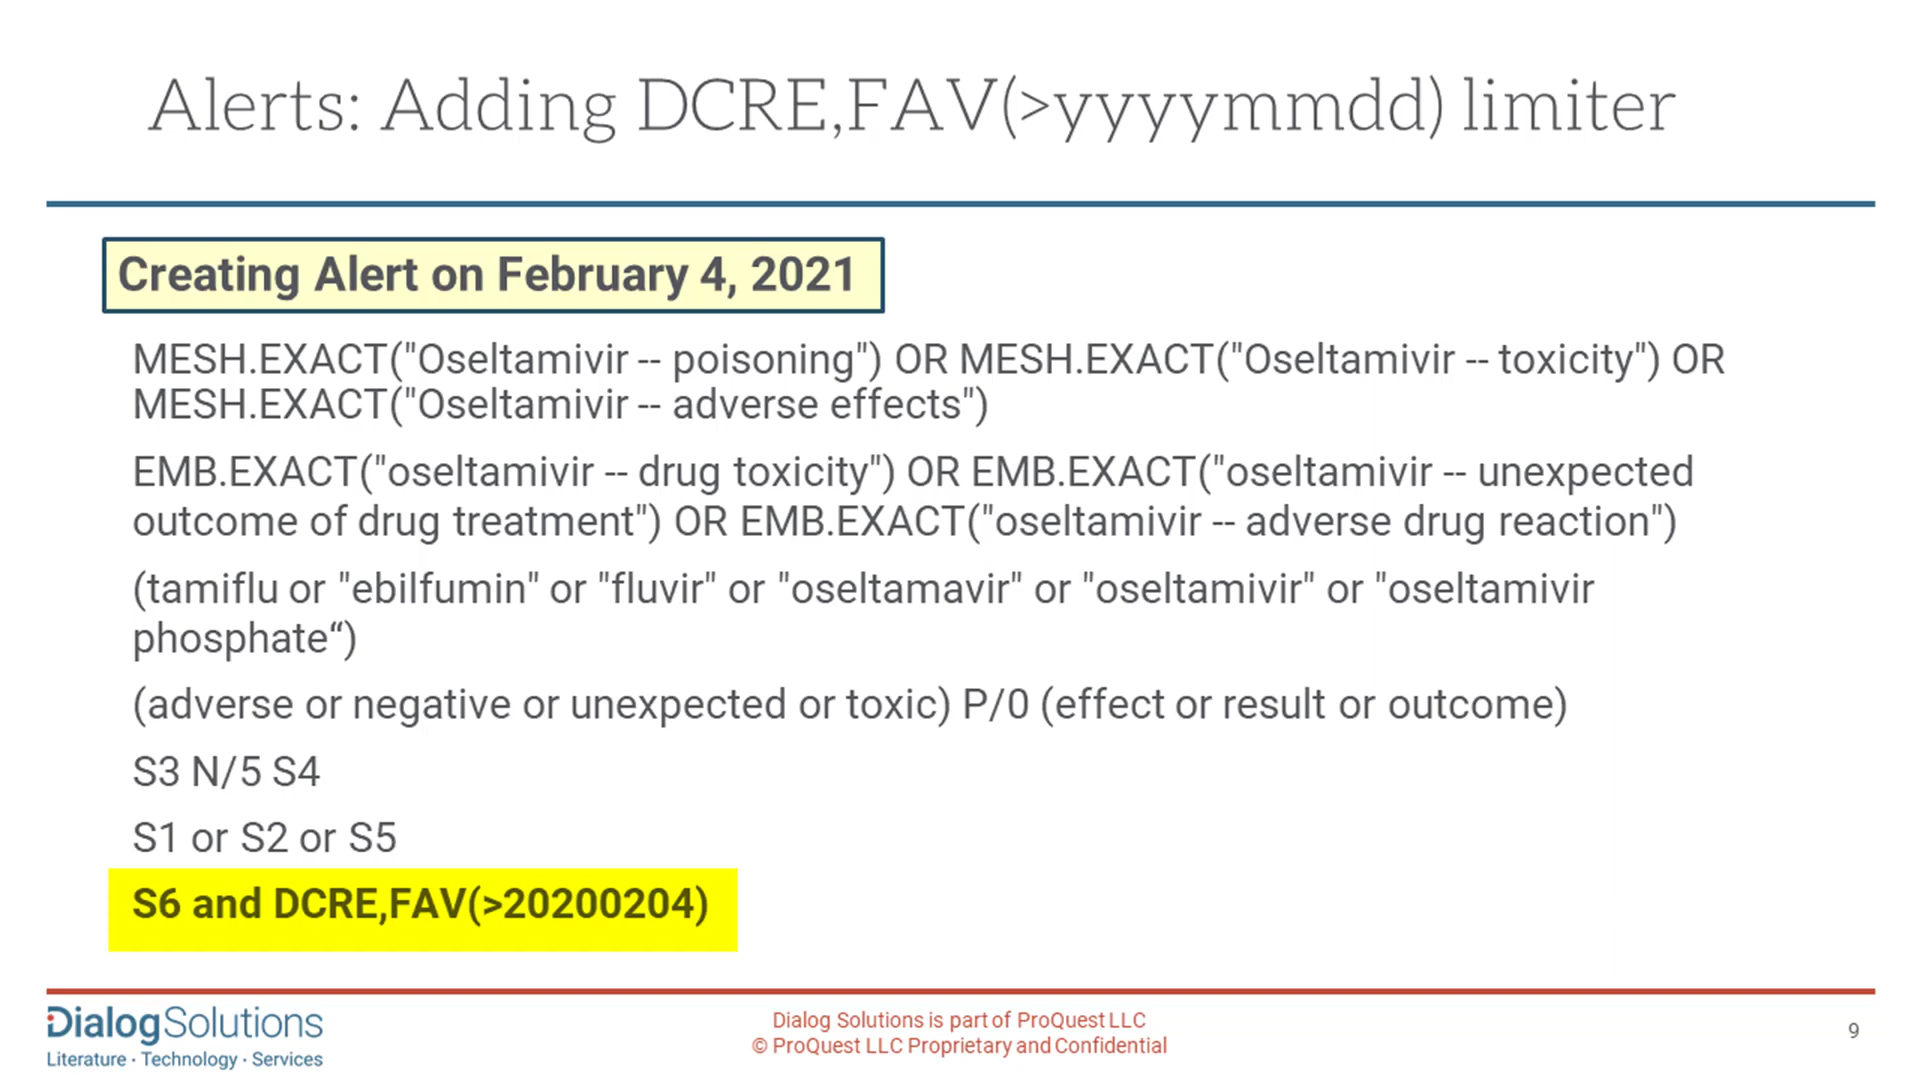 Alerts: Adding DCRE,FAV(>yyyymmdd) limiter
Creating Alert on February 4, 2021
MESH.EXACT("Oseltamivir -- poisoning") OR MESH.EXACT("Oseltamivir -- toxicity") OR
MESH.EXACT("Oseltamivir -- adverse effects")
EMB.EXACT("oseltamivir -- drug toxicity") OR EMB.EXACT("oseltamivir -- unexpected
outcome of drug treatment") OR EMB.EXACT("oseltamivir -- adverse drug reaction")
(tamiflu or "ebilfumin" or "fluvir" or "oseltamavir" or "oseltamivir" or "oseltamivir
phosphate“)
(adverse or negative or unexpected or toxic) P/0 (effect or result or outcome)
S3 N/5 S4
S1 or S2 or S5
S6 and DCRE,FAV(>20200204)
DialogSolutions
Literature · Technology · Services
Dialog Solutions is part of ProQuest LLC
© ProQuest LLC Proprietary and Confidential
9